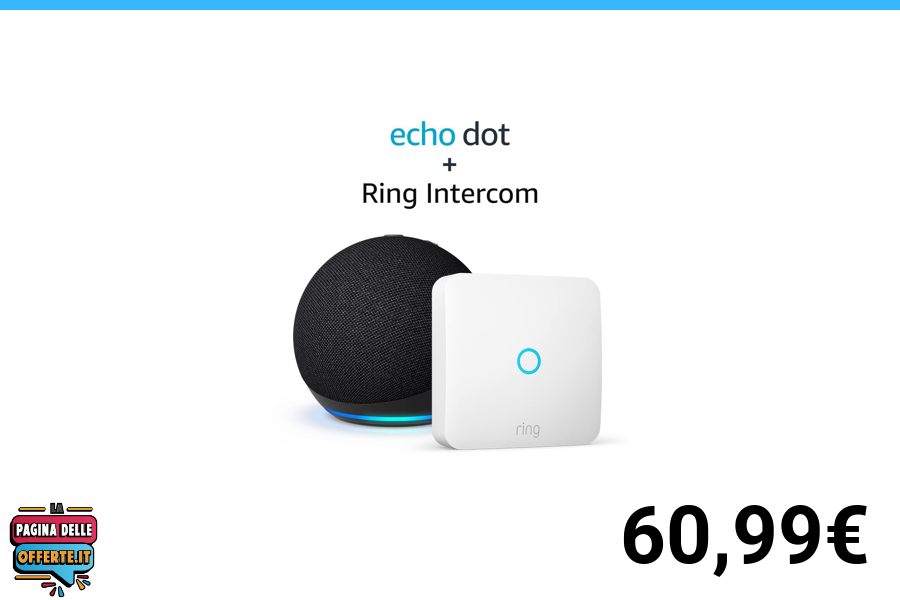 echo dot
+
Ring Intercom
ring
LA
PAGINA DELLE
OFFERTE.IT
60,99€